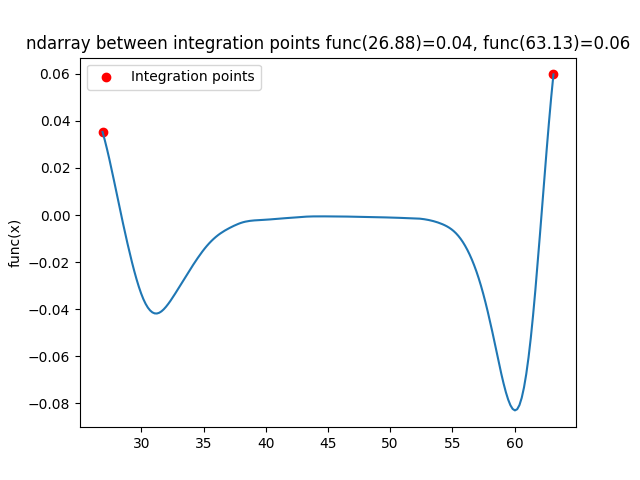 ndarray between integration points func(26.88)=0.04, func(63.13)=0.06
Integration points
func(x)
0.06
0.04
0.02
0.00
−0.02
−0.04
−0.06
−0.08
30 35 40 45 50 55 60